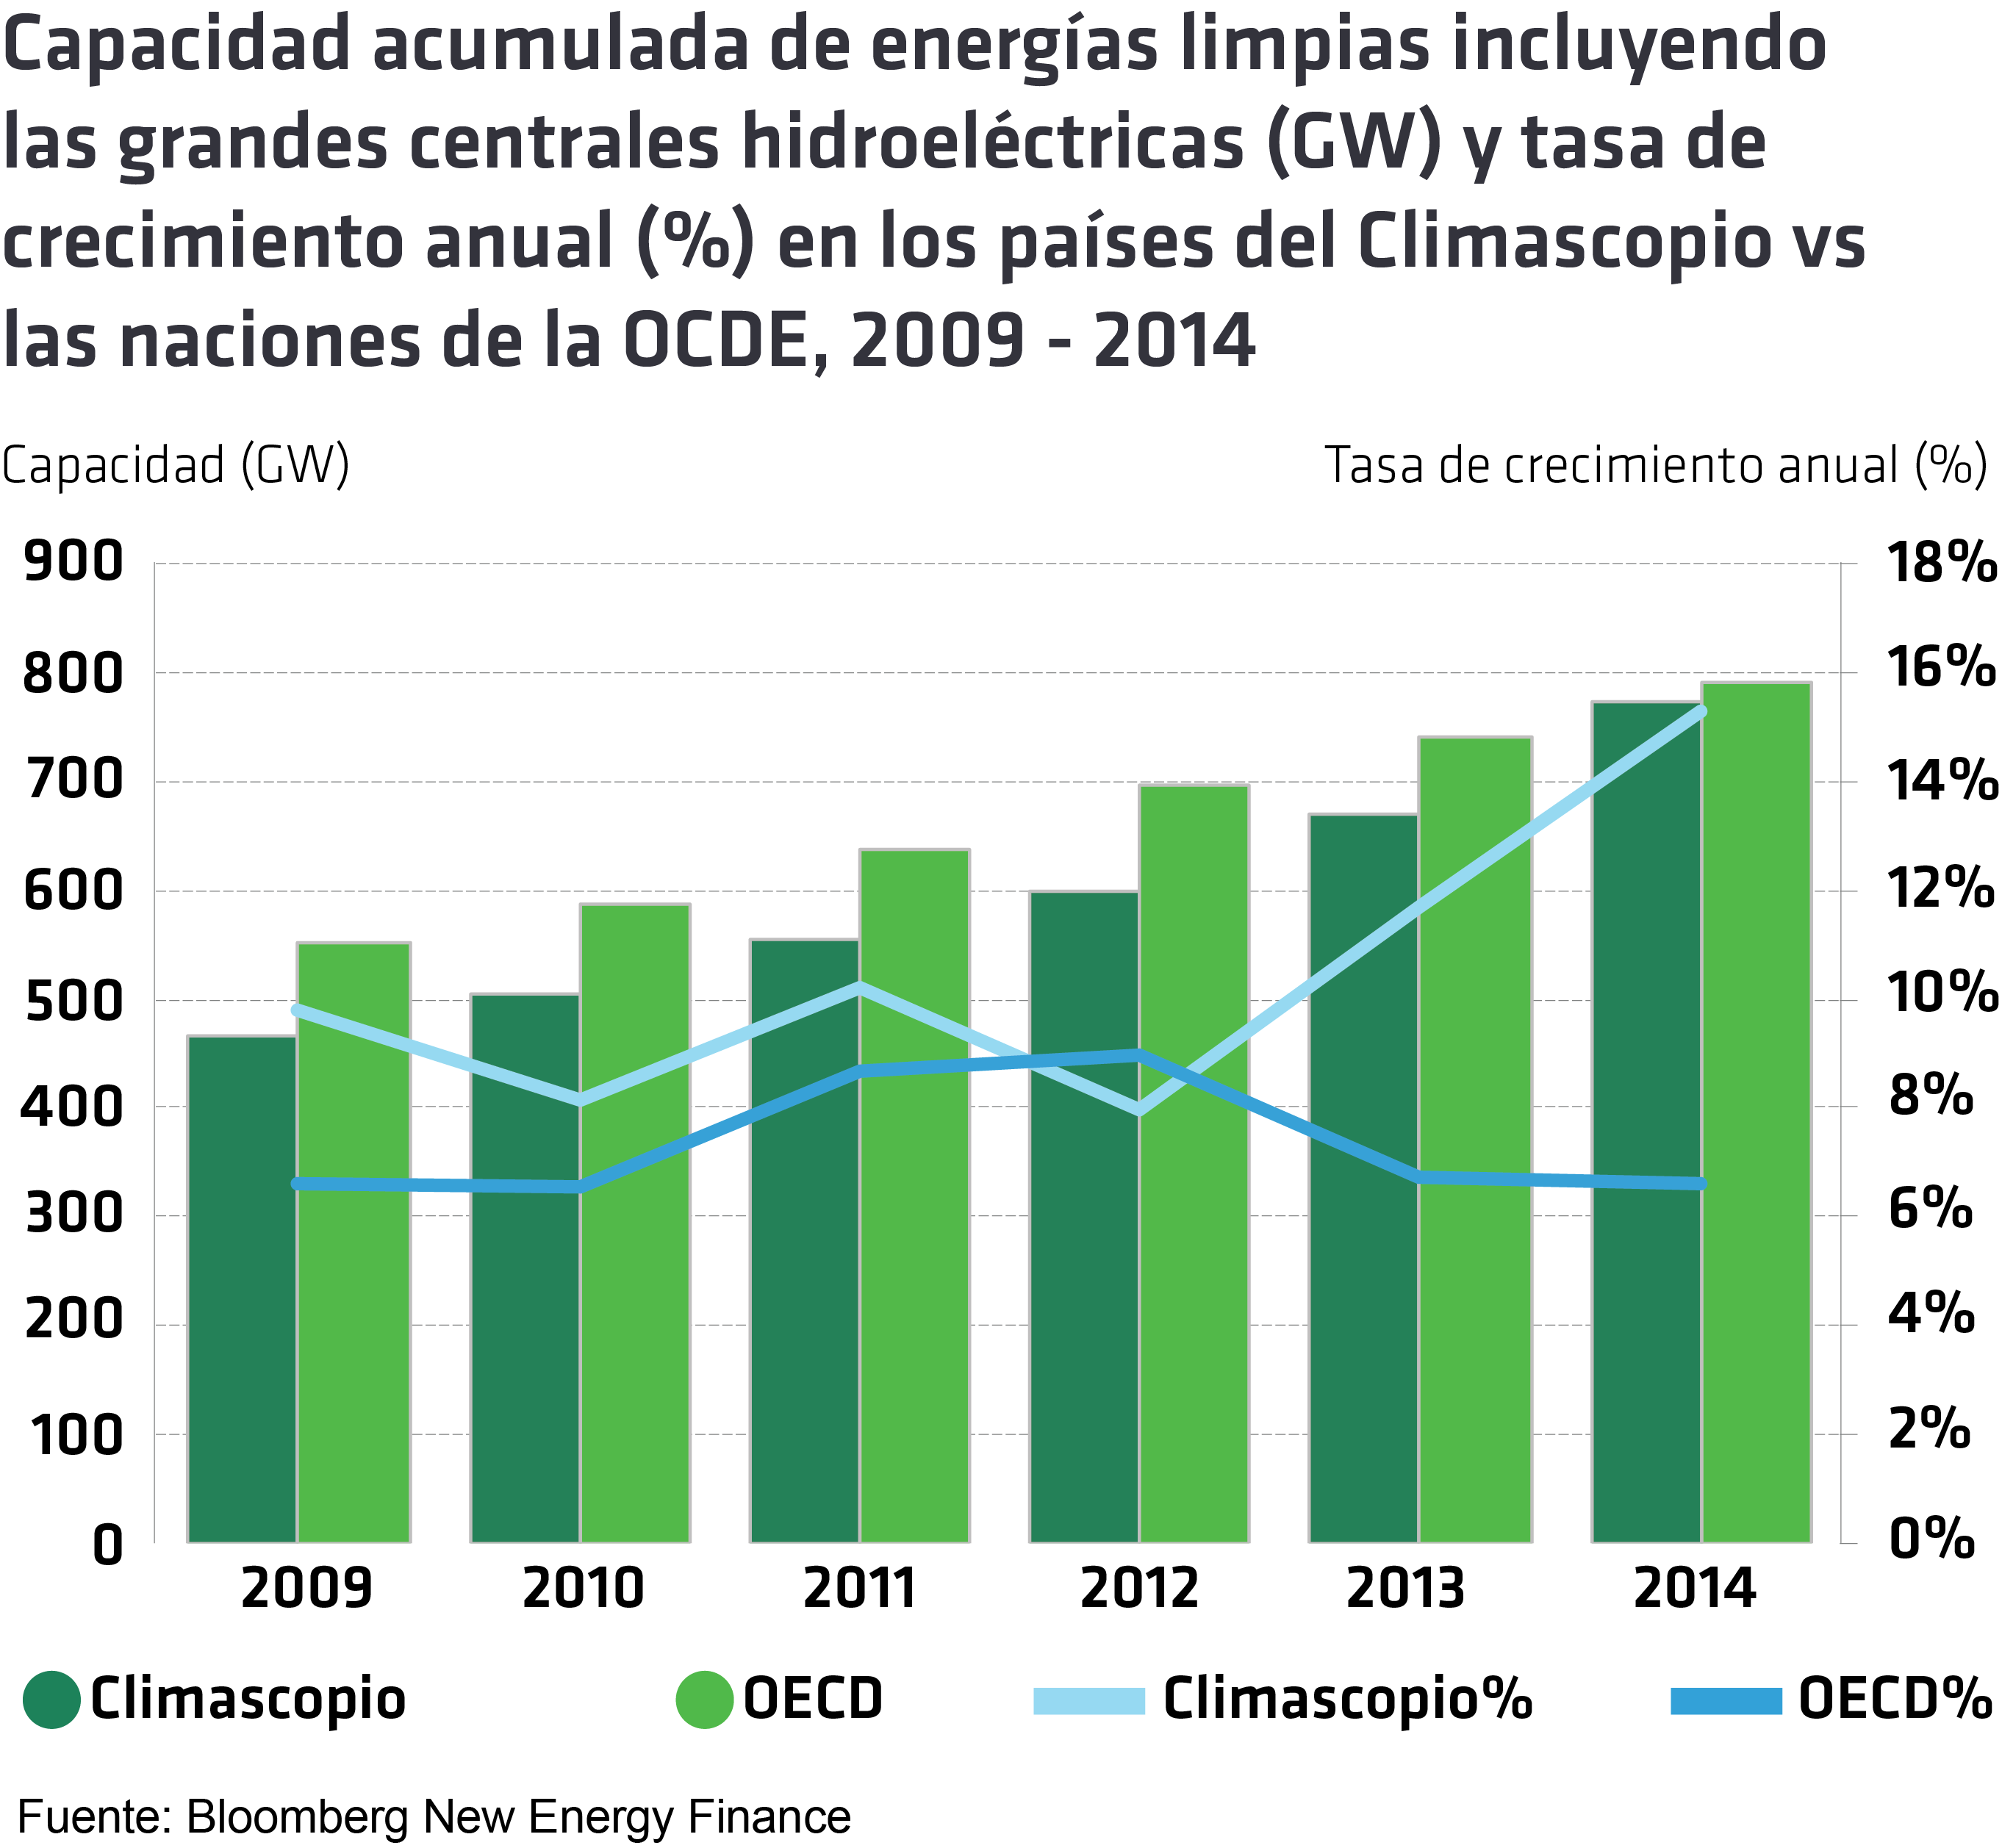 Capacidad acumulada de energías limpias incluyendo
las grandes centrales hidroeléctricas (GW) y tasa de
crecimiento anual (%) en los países del Climascopio vs
las naciones de la OCDE, 2009 - 2014
Capacidad (GW)
Tasa de crecimiento anual (%)
900
800
700
600
500
400
300
200
100
0
18%
16%
14%
12%
10%
8%
6%
4%
2%
0%
2009 2010 2011 2012 2013 2014
Climascopio OECD Climascopio% OECD%
Fuente: Bloomberg New Energy Finance